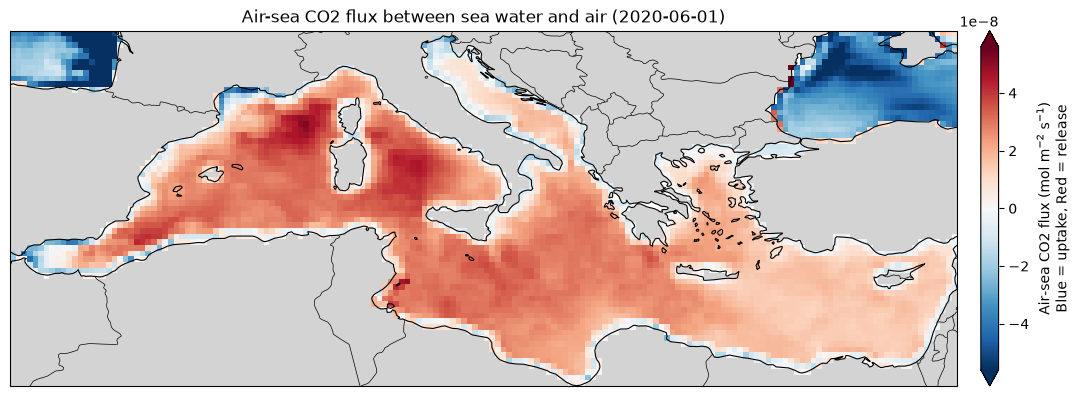 Air-sea CO2 flux between sea water and air (2020-06-01)
1e−8
4
2
0
−2
−4
Air-sea CO2 flux (mol m⁻² s⁻¹)
Blue = uptake, Red = release